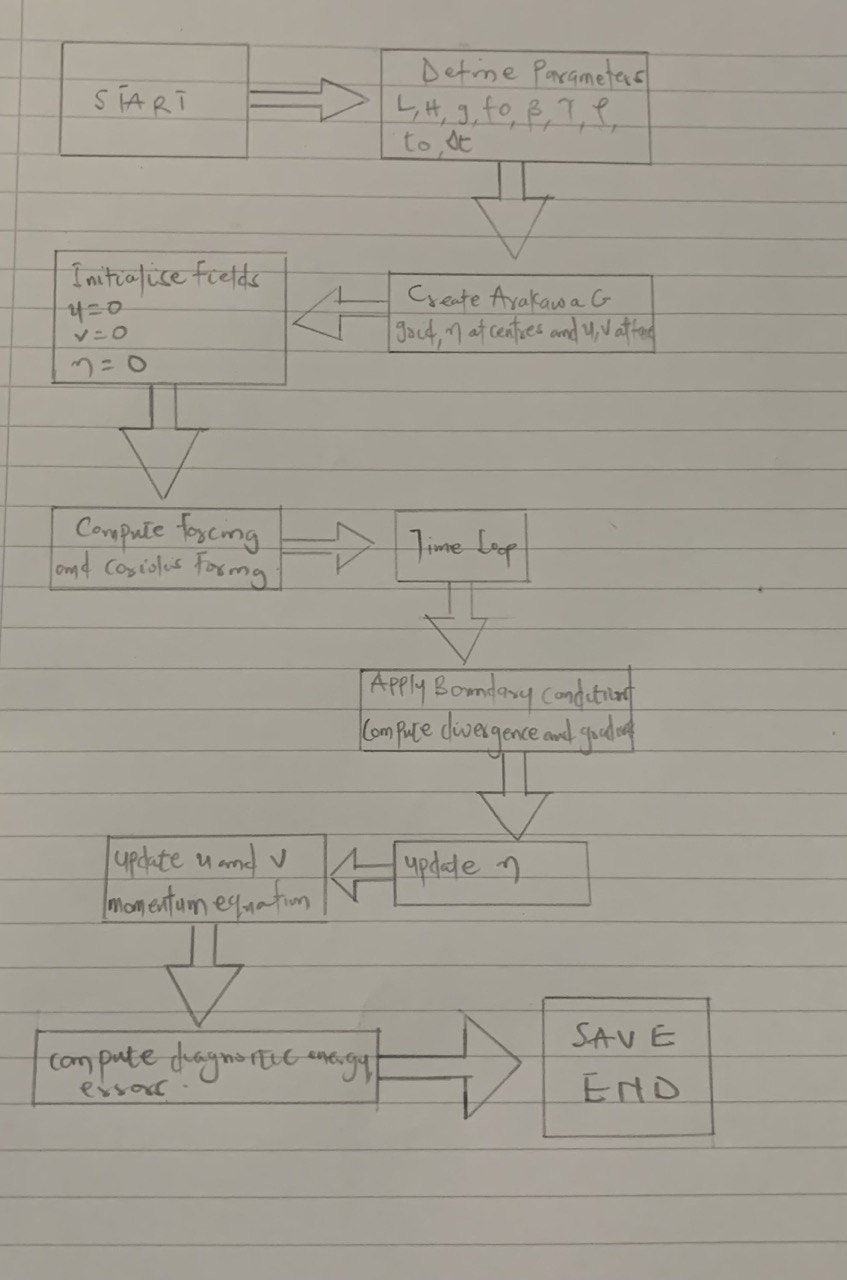 START
Define Parameters
L, H, g, fo, β, γ, ρ,
to, Δt
Create Arakawa C
grid, η at centres and u, v at
Initialise fields
u=0
v=0
η = 0
Compute forcing
and coriolis
Time Loop
Apply Boundary condition
compute divergence and
update η
update u and v
momentum equation
compute diagnostic energy
errors.
SAVE
END